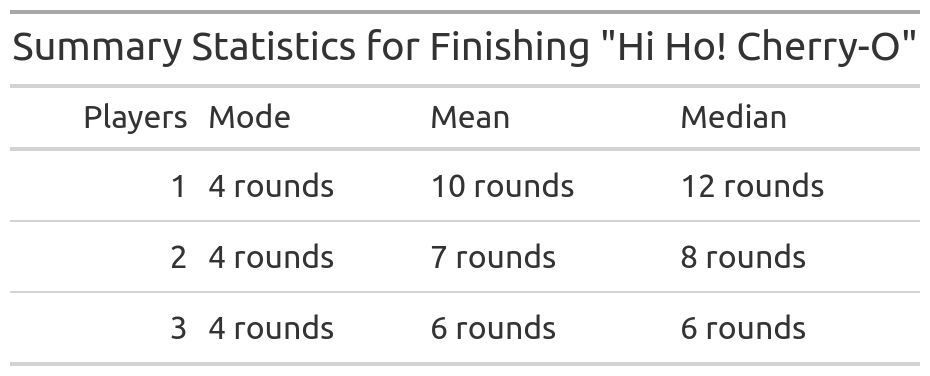 Summary Statistics for Finishing "Hi Ho! Cherry-O"
Players Mode Mean Median
1 4 rounds 10 rounds 12 rounds
2 4 rounds 7 rounds 8 rounds
3 4 rounds 6 rounds 6 rounds